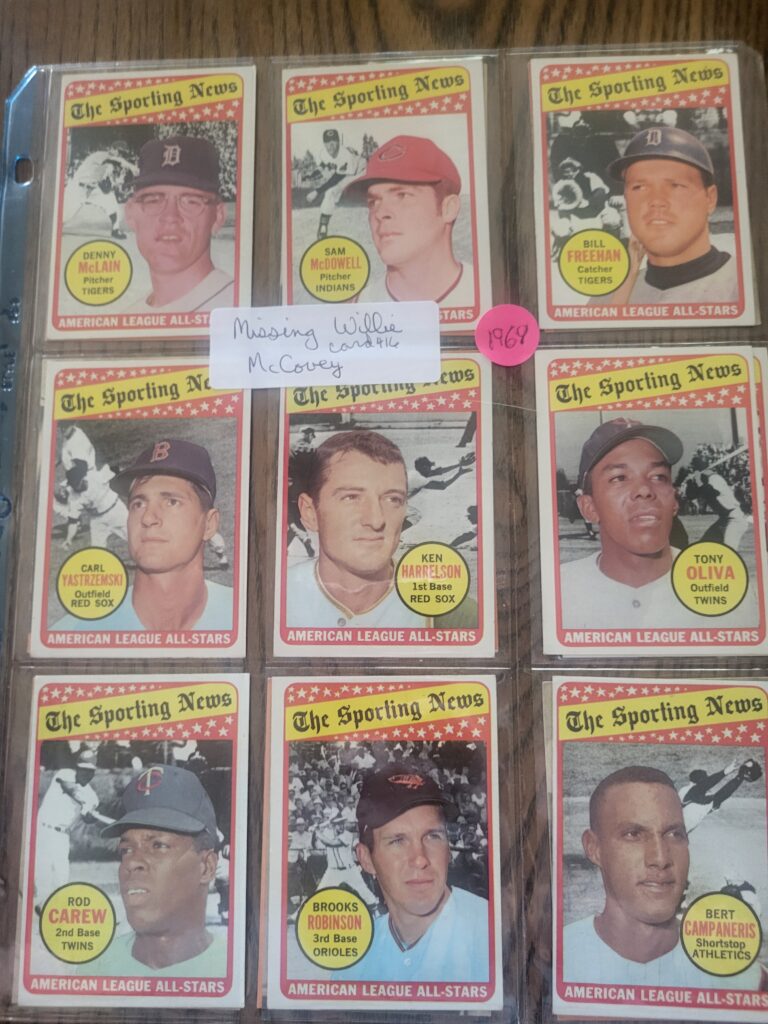 The Sporting News
DENNY
McLAIN
Pitcher
TIGERS
AMERICAN LEAGUE ALL-STARS
The Sporting News
SAM
McDOWELL
Pitcher
INDIANS
The Sporting News
BILL
FREEHAN
Catcher
TIGERS
AMERICAN LEAGUE ALL-STARS
Missing Willie
card 416
McCovey
1969
The Sporting News
CARL
YASTRZEMSKI
Outfield
RED SOX
AMERICAN LEAGUE ALL-STARS
The Sporting News
KEN
HARRELSON
1st Base
RED SOX
AMERICAN LEAGUE ALL-STARS
The Sporting News
TONY
OLIVA
Outfield
TWINS
AMERICAN LEAGUE ALL-STARS
The Sporting News
ROD
CAREW
2nd Base
TWINS
AMERICAN LEAGUE ALL-STARS
The Sporting News
BROOKS
ROBINSON
3rd Base
ORIOLES
AMERICAN LEAGUE ALL-STARS
The Sporting News
BERT
CAMPANERIS
Shortstop
ATHLETICS
AMERICAN LEAGUE ALL-STARS